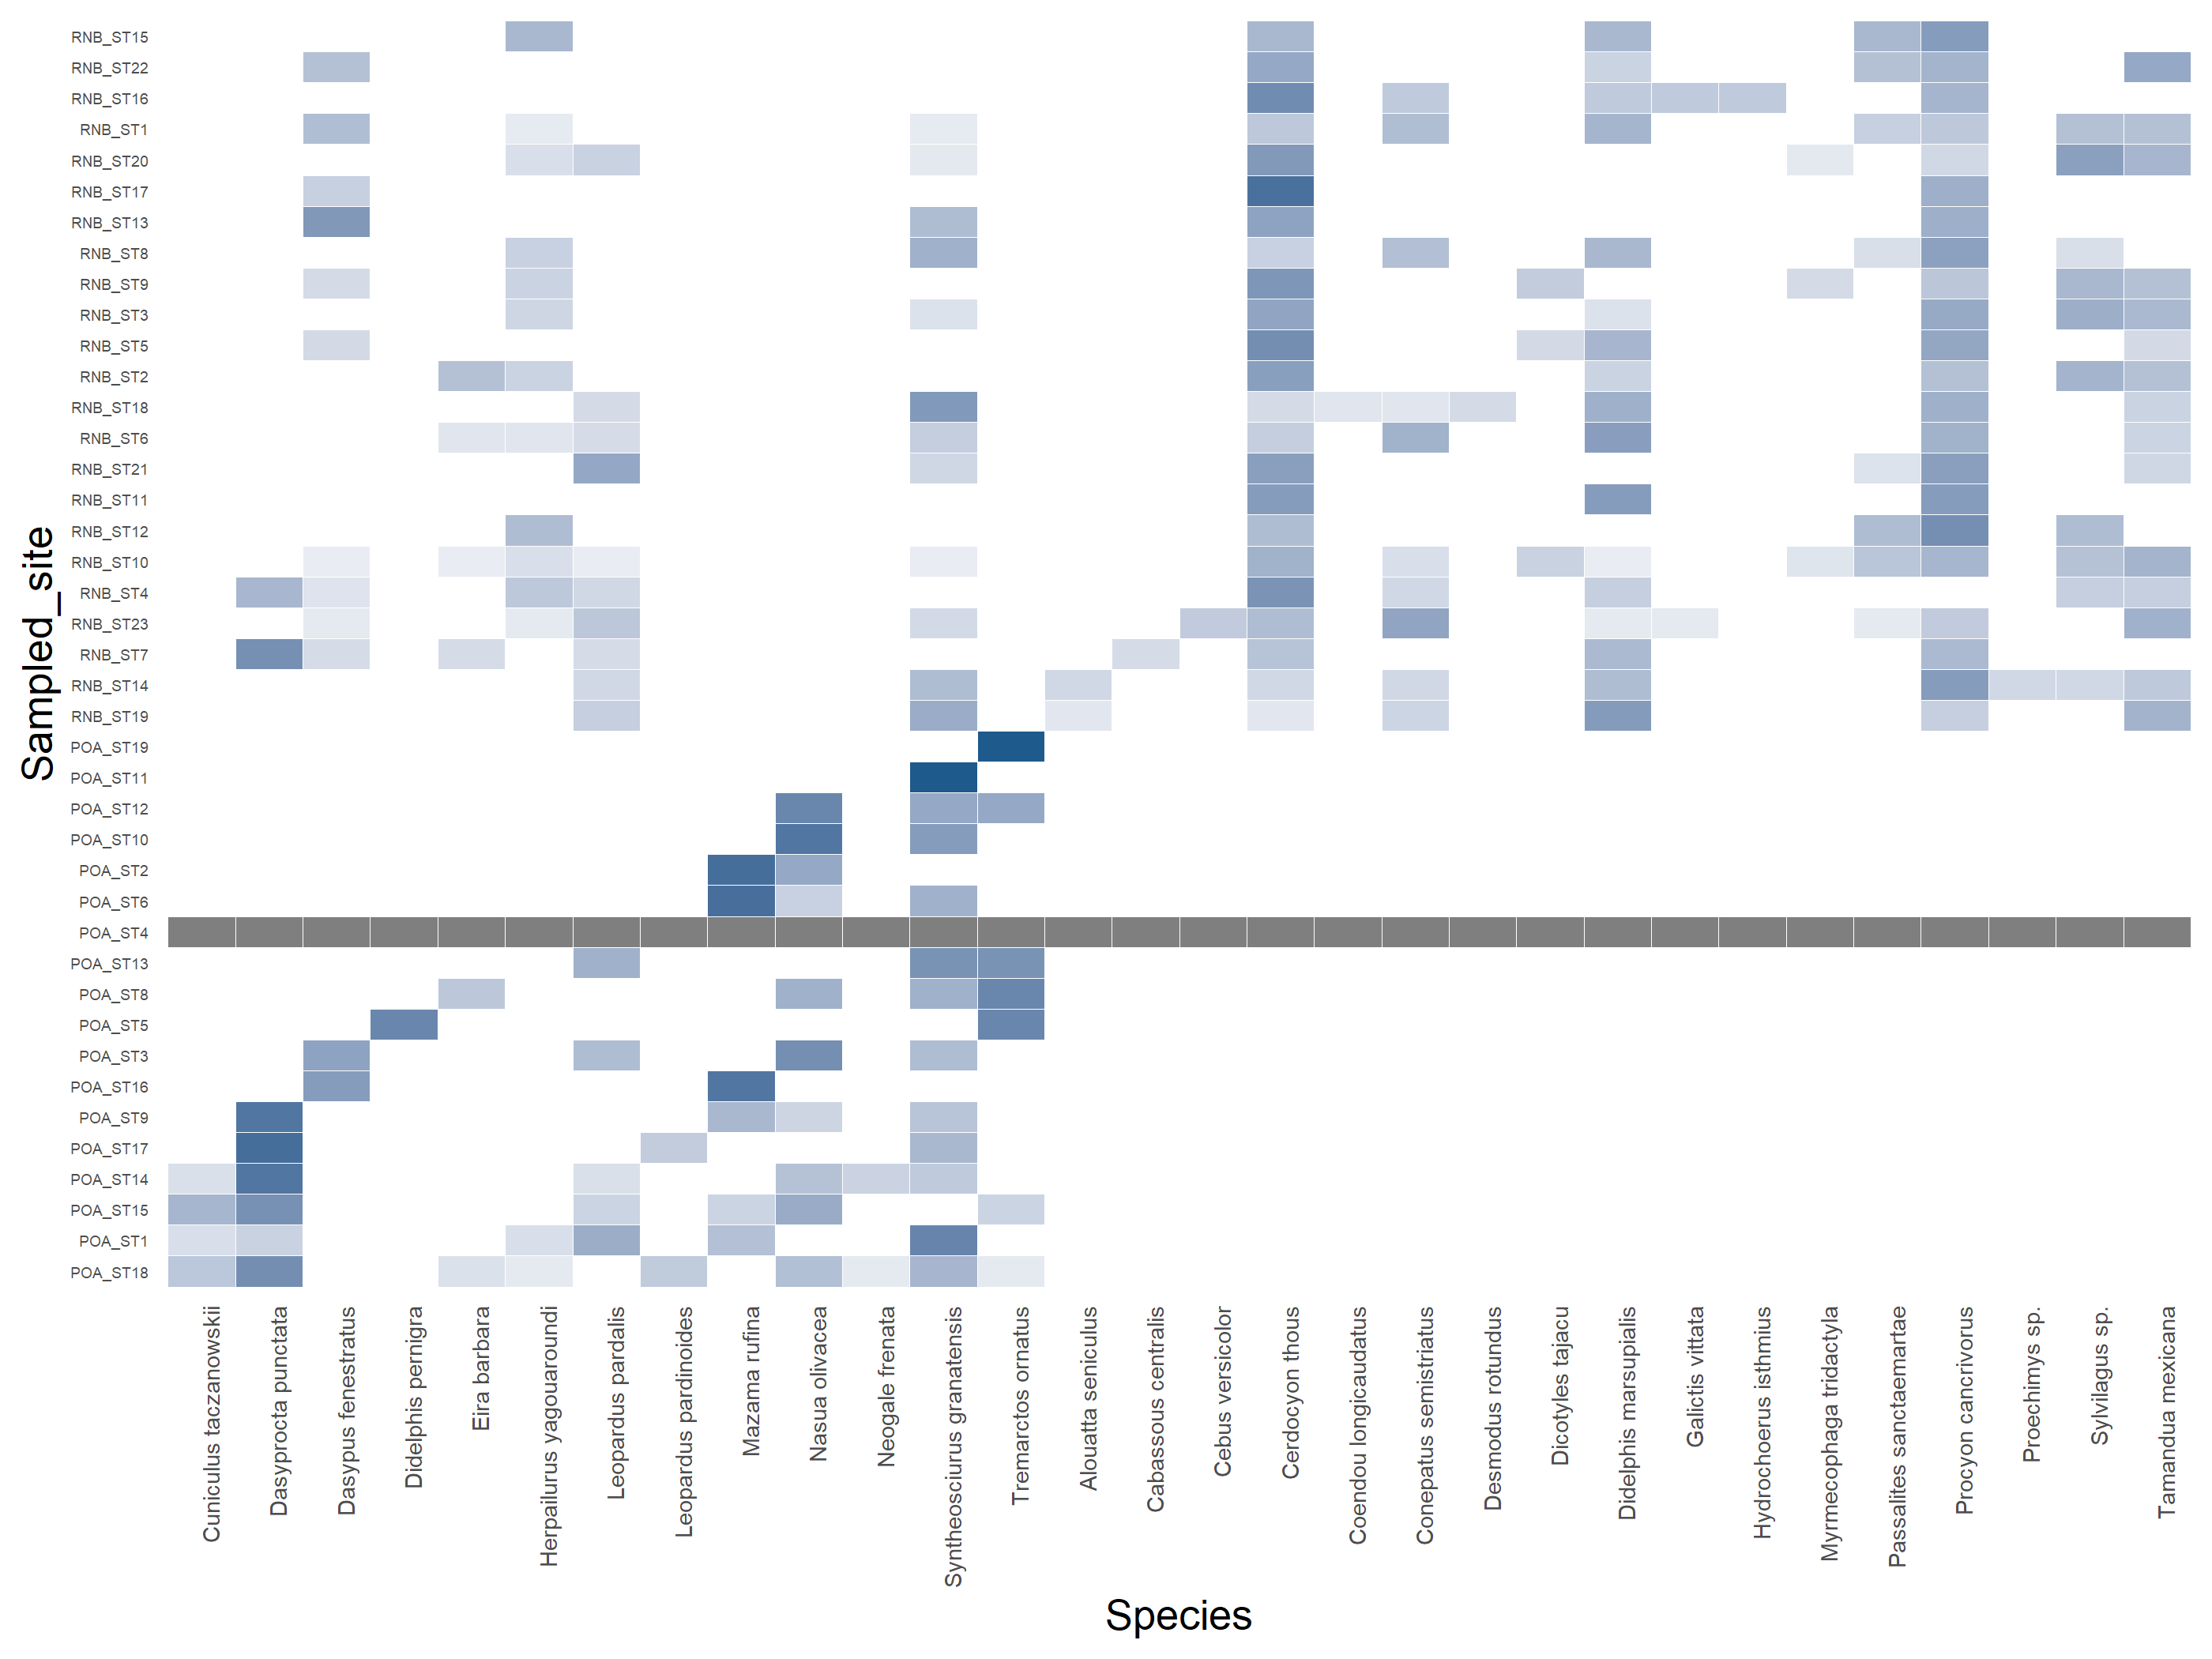 RNB_ST15
RNB_ST22
RNB_ST16
RNB_ST1
RNB_ST20
RNB_ST17
RNB_ST13
RNB_ST8
RNB_ST9
RNB_ST3
RNB_ST5
RNB_ST2
RNB_ST18
RNB_ST6
RNB_ST21
RNB_ST11
RNB_ST12
RNB_ST10
RNB_ST4
RNB_ST23
RNB_ST7
RNB_ST14
RNB_ST19
POA_ST19
POA_ST11
POA_ST12
POA_ST10
POA_ST2
POA_ST6
POA_ST4
POA_ST13
POA_ST8
POA_ST5
POA_ST3
POA_ST16
POA_ST9
POA_ST17
POA_ST14
POA_ST15
POA_ST1
POA_ST18
Sampled_site
Cuniculus taczanowskii
Dasyprocta punctata
Dasypus fenestratus
Didelphis pernigra
Eira barbara
Herpailurus yagouaroundi
Leopardus pardalis
Leopardus pardinoides
Mazama rufina
Nasua olivacea
Neogale frenata
Syntheosciurus granatensis
Tremarctos ornatus
Alouatta seniculus
Cabassous centralis
Cebus versicolor
Cerdocyon thous
Coendou longicaudatus
Conepatus semistriatus
Desmodus rotundus
Dicotyles tajacu
Didelphis marsupialis
Galictis vittata
Hydrochoerus isthmius
Myrmecophaga tridactyla
Passalites sanctaemartae
Procyon cancrivorus
Proechimys sp.
Sylvilagus sp.
Tamandua mexicana
Species